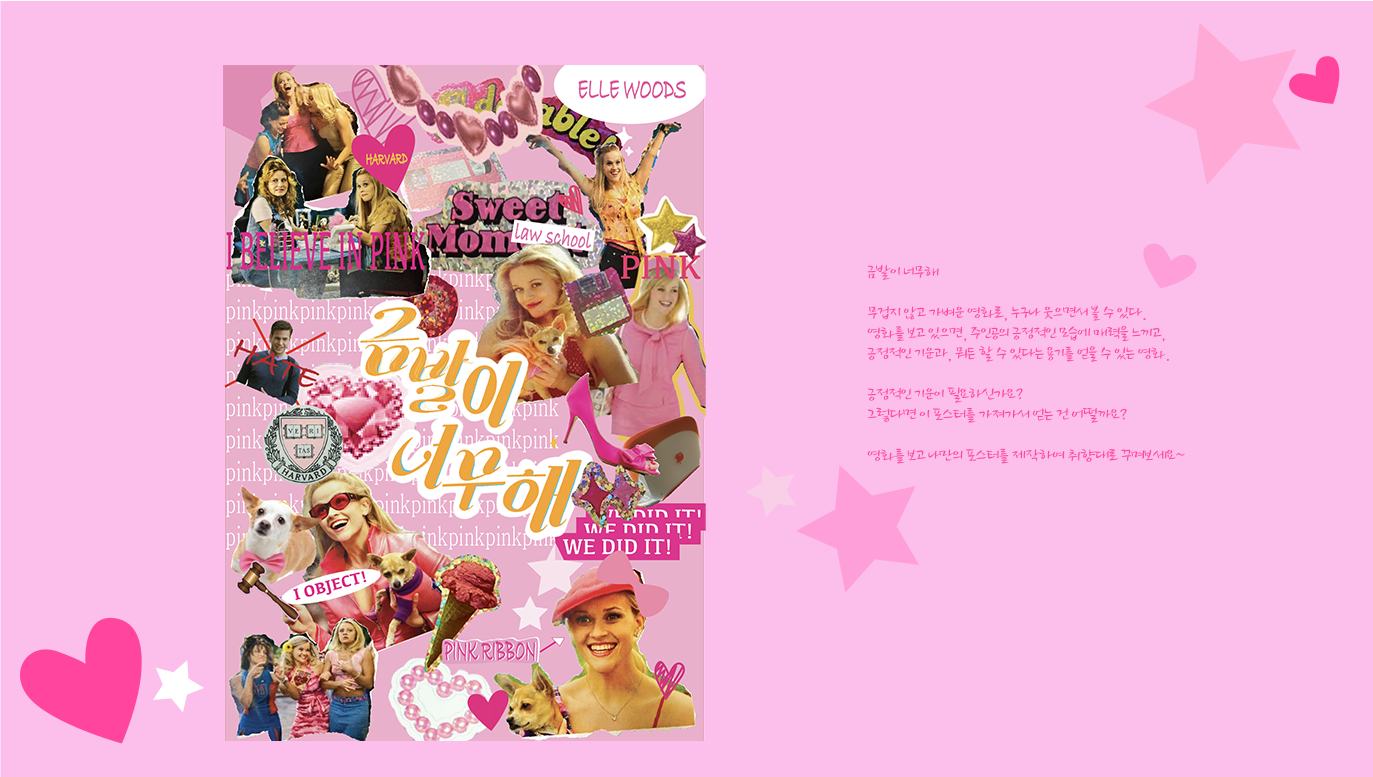 ELLE WOODS
HARVARD
able
Sweet
Mom
law school
I BELIEVE IN PINK
PINK
pink
pinkpinkpinkpinkpink
NATE
pinkp
금발이
너무해
VE RI
TAS
HARVARD
WE DID IT!
WE DID IT!
WE DID IT!
I OBJECT!
PINK RIBBON
금발이 너무해
무겁지 않고 가벼운 영화로, 누구나 웃으면서 볼 수 있다.
영화를 보고 있으면, 주인공의 긍정적인 모습에 매력을 느끼고,
긍정적인 기운과, 뭐든 할 수 있다는 용기를 얻을 수 있는 영화.
긍정적인 기운이 필요하신가요?
그렇다면 이 포스터를 가져가서 얻는 건 어떨까요?
영화를 보고 나만의 포스터를 제작하여 취향대로 꾸며보세요~